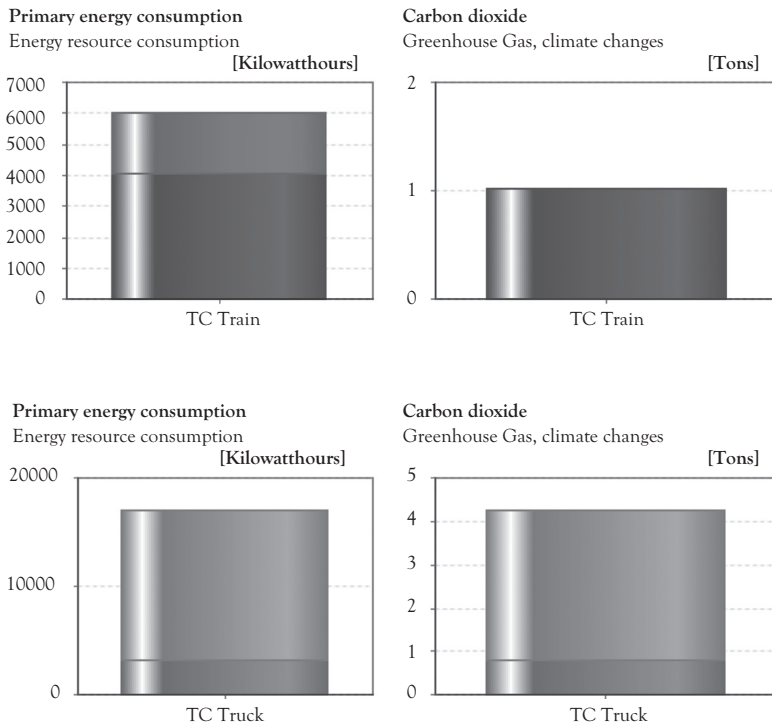 Primary energy consumption
Energy resource consumption
[Kilowatthours]
7000
6000
5000
4000
3000
2000
1000
0
TC Train
Carbon dioxide
Greenhouse Gas, climate changes
[Tons]
2
1
0
TC Train
Primary energy consumption
Energy resource consumption
[Kilowatthours]
20000
10000
0
TC Truck
Carbon dioxide
Greenhouse Gas, climate changes
[Tons]
5
4
3
2
1
0
TC Truck